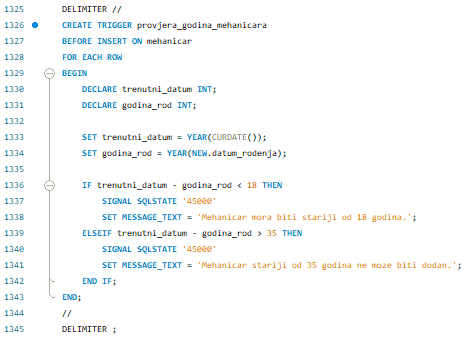 1325 DELIMITER //
1326 CREATE TRIGGER provjera_godina_mehanicara
1327 BEFORE INSERT ON mehanicar
1328 FOR EACH ROW
1329 BEGIN
1330 DECLARE trenutni_datum INT;
1331 DECLARE godina_rod INT;
1332
1333 SET trenutni_datum = YEAR(CURDATE());
1334 SET godina_rod = YEAR(NEW.datum_rodenja);
1335
1336 IF trenutni_datum - godina_rod < 18 THEN
1337 SIGNAL SQLSTATE '45000'
1338 SET MESSAGE_TEXT = 'Mehanicar mora biti stariji od 18 godina.';
1339 ELSEIF trenutni_datum - godina_rod > 35 THEN
1340 SIGNAL SQLSTATE '45000'
1341 SET MESSAGE_TEXT = 'Mehanicar stariji od 35 godina ne moze biti dodan.';
1342 END IF;
1343 END;
1344 //
1345 DELIMITER ;